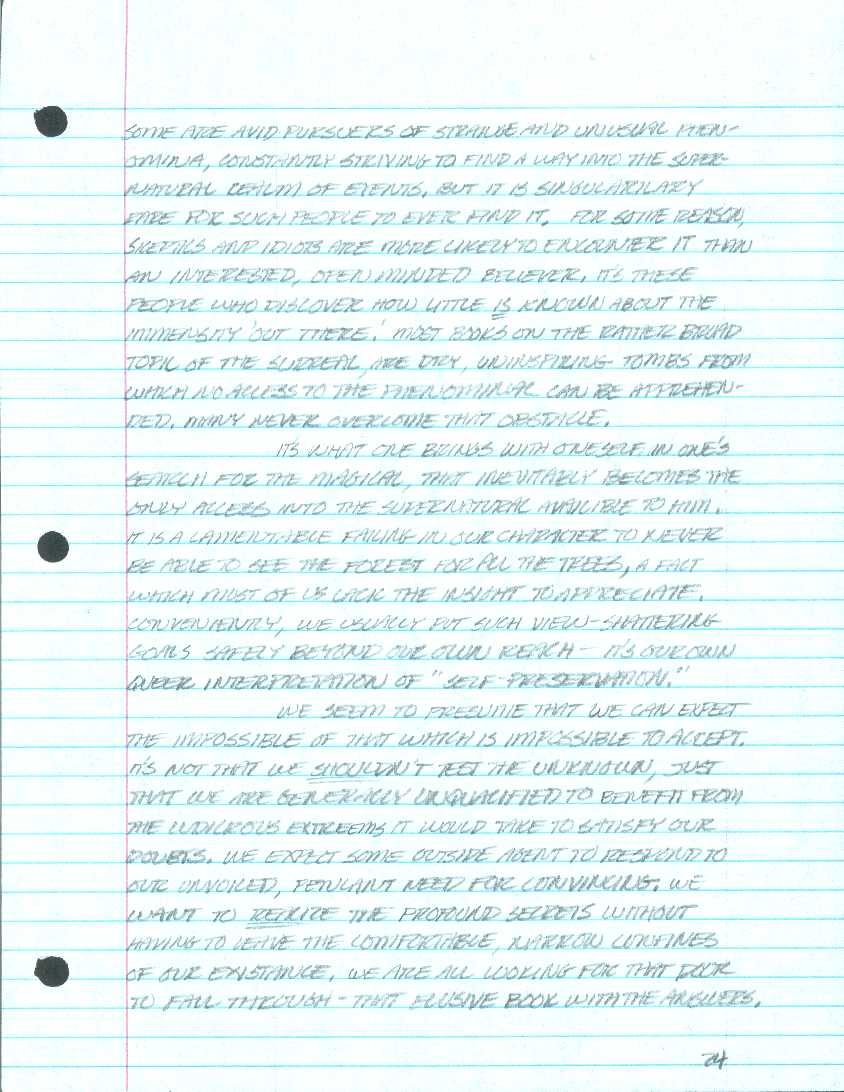 SOME ARE AVID PURSUERS OF STRANGE AND UNUSUAL PHEN-
OMINA, CONSTANTLY STRIVING TO FIND A WAY INTO THE SUPER-
NATURAL REALM OF EVENTS. BUT IT IS SINGULARILARY
RARE FOR SUCH PEOPLE TO EVER FIND IT. FOR SOME REASON,
SKEPTICS AND IDIOTS ARE MORE LIKELY TO ENCOUNTER IT THAN
AN INTERESTED, OPEN MINDED BELIEVER. IT'S THESE
PEOPLE WHO DISCOVER HOW LITTLE IS KNOWN ABOUT THE
IMMENSITY 'OUT THERE.' MOST BOOKS ON THE RATHER BROAD
TOPIC OF THE SURREAL, ARE DRY, UNINSPIRING TOMBS FROM
WHICH NO ACCESS TO THE PHENOMINAL CAN BE APPREHEN-
DED. MANY NEVER OVERCOME THAT OBSTACLE.
IT'S WHAT ONE BRINGS WITH ONESELF IN ONE'S
SEARCH FOR THE MAGICAL, THAT INEVITABLY BECOMES THE
ONLY ACCESS INTO THE SUPERNATURAL AVAILIBLE TO HIM.
IT IS A LAMENTABLE FAILING IN OUR CHARACTER TO NEVER
BE ABLE TO SEE THE FOREST FOR ALL THE TREES, A FACT
WHICH MOST OF US LACK THE INSIGHT TO APPRECIATE.
CONVENIENTLY, WE USUALLY PUT SUCH VIEW-SHATTERING
GOALS SAFELY BEYOND OUR OWN REACH - IT'S OUR OWN
QUEER INTERPRETATION OF "SELF-PRESERVATION."
WE SEEM TO PRESUME THAT WE CAN EXPECT
THE IMPOSSIBLE OF THAT WHICH IS IMPOSSIBLE TO ACCEPT.
IT'S NOT THAT WE SHOULDN'T TEST THE UNKNOWN, JUST
THAT WE ARE GENERALLY UNQUALIFIED TO BENEFIT FROM
THE LUDICROUS EXTREEMS IT WOULD TAKE TO SATISFY OUR
DOUBTS. WE EXPECT SOME OUTSIDE AGENT TO RESPOND TO
OUR UNVOICED, PETULANT NEED FOR CONVINCING. WE
WANT TO RECEIVE THE PROFOUND SECRETS WITHOUT
HAVING TO LEAVE THE COMFORTABLE, NARROW CONFINES
OF OUR EXISTANCE. WE ARE ALL LOOKING FOR THAT DOOR
TO FALL THROUGH - THAT ELUSIVE BOOK WITH THE ANSWERS.
24